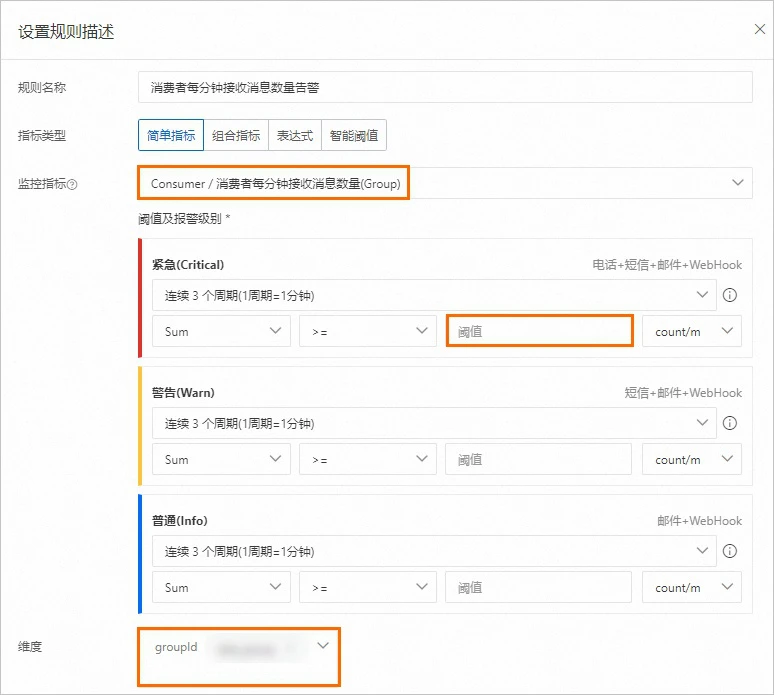 设置规则描述
规则名称 消费者每分钟接收消息数量告警
指标类型 简单指标 组合指标 表达式 智能阈值
监控指标 Consumer / 消费者每分钟接收消息数量(Group)
阈值及报警级别 *
紧急(Critical) 电话+短信+邮件+WebHook
连续 3 个周期(1周期=1分钟)
Sum >= 阈值 count/m
警告(Warn) 短信+邮件+WebHook
连续 3 个周期(1周期=1分钟)
Sum >= 阈值 count/m
普通(Info) 邮件+WebHook
连续 3 个周期(1周期=1分钟)
Sum >= 阈值 count/m
维度 groupId